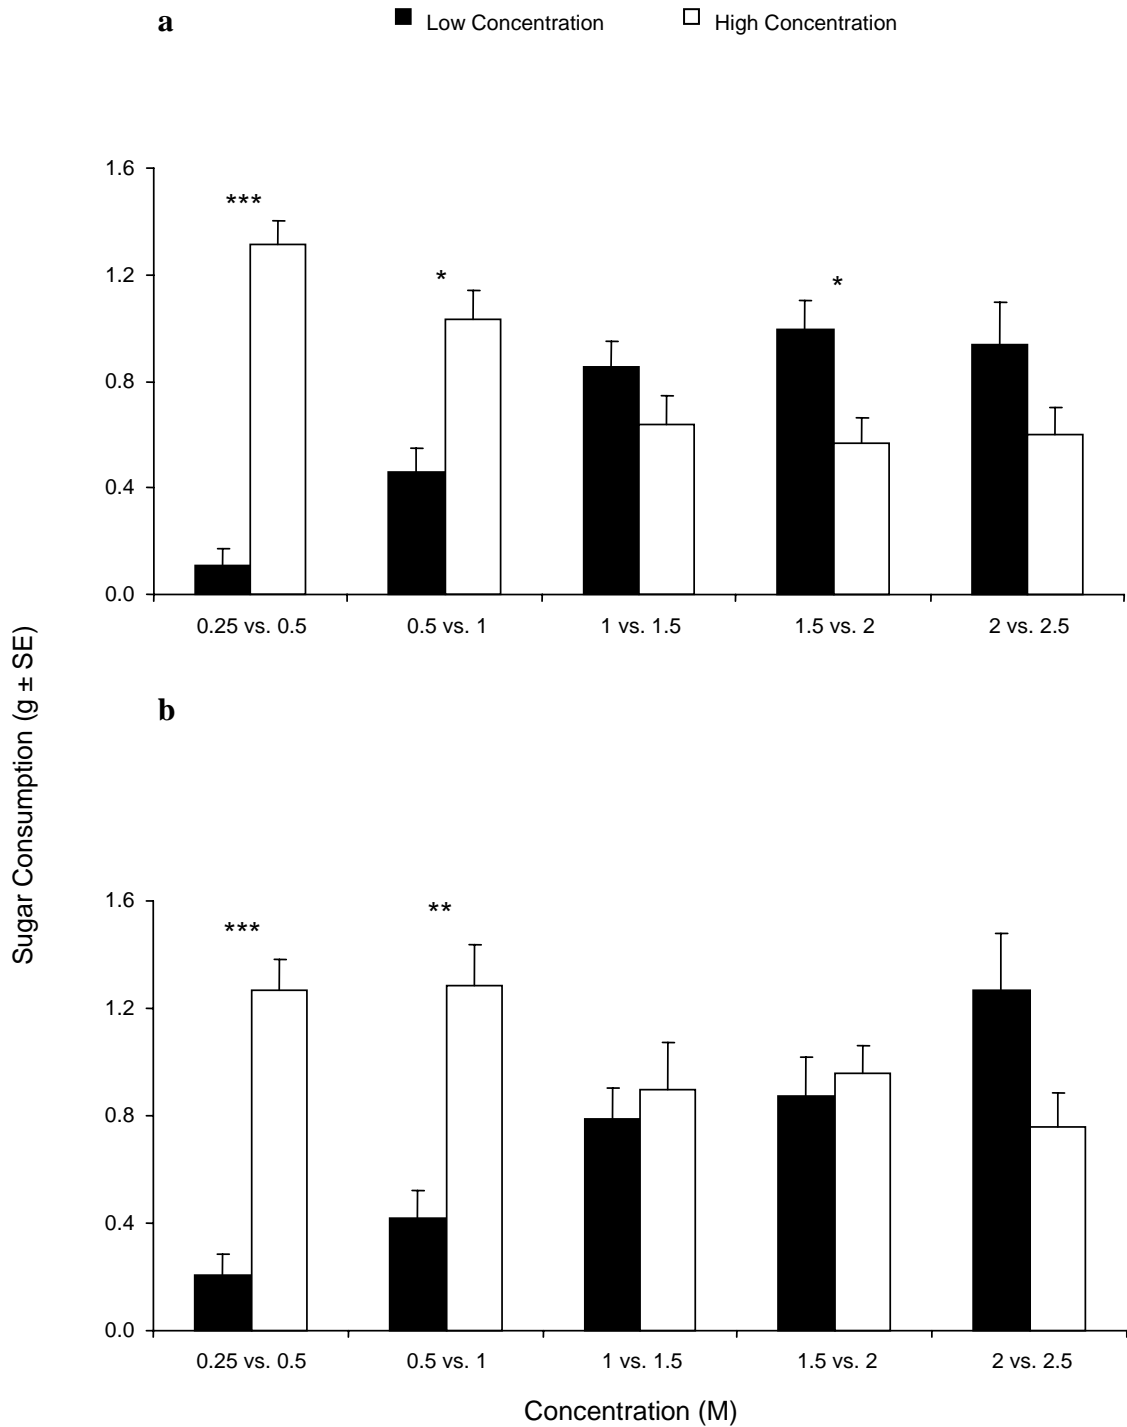 a
Low Concentration High Concentration
1.6
***
1.2
*
*
0.8
0.4
0.0
0.25 vs. 0.5 0.5 vs. 1 1 vs. 1.5 1.5 vs. 2 2 vs. 2.5
Sugar Consumption (g ± SE)
b
1.6
***
**
1.2
0.8
0.4
0.0
0.25 vs. 0.5 0.5 vs. 1 1 vs. 1.5 1.5 vs. 2 2 vs. 2.5
Concentration (M)